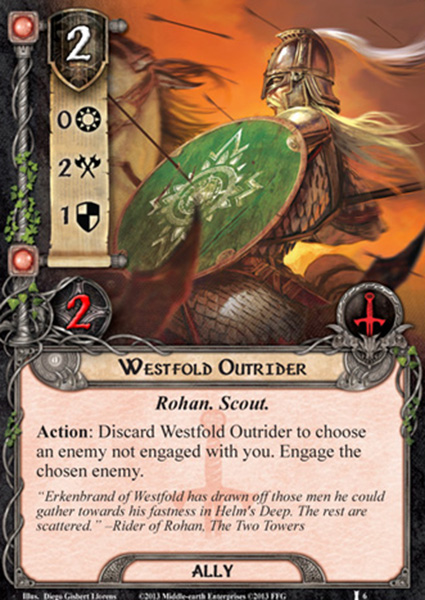 2
0
2
1
2
Westfold Outrider
Rohan. Scout.
Action: Discard Westfold Outrider to choose
an enemy not engaged with you. Engage the
chosen enemy.
“Erkenbrand of Westfold has drawn off those men he could
gather towards his fastness in Helm's Deep. The rest are
scattered.” –Rider of Rohan, The Two Towers
Ally
Illus. Diego Gisbert Llorens ©2013 Middle-earth Enterprises ©2013 FFG 6